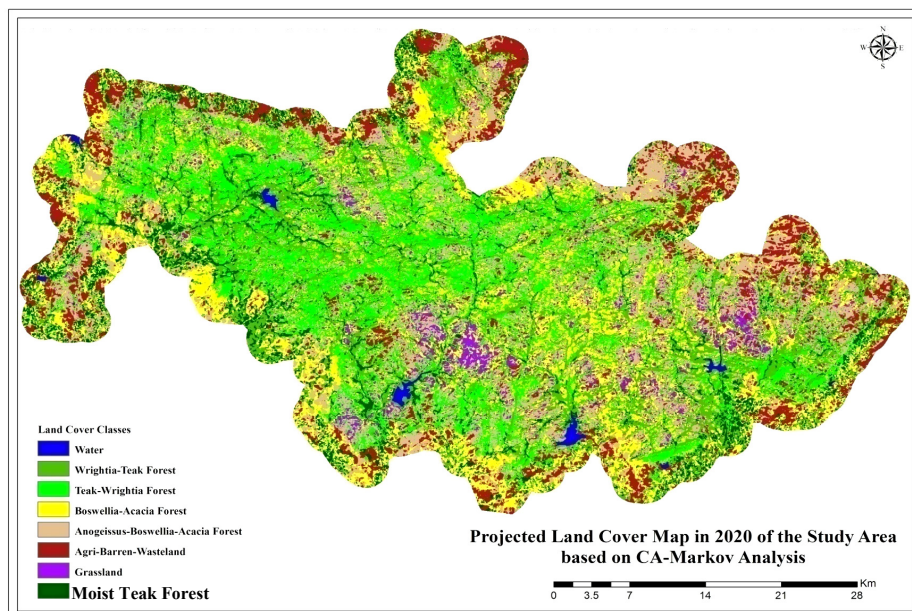 N
W E
S
Land Cover Classes
Water
Wrightia-Teak Forest
Teak-Wrightia Forest
Boswellia-Acacia Forest
Anogeissus-Boswellia-Acacia Forest
Agri-Barren-Wasteland
Grassland
Moist Teak Forest
Projected Land Cover Map in 2020 of the Study Area
based on CA-Markov Analysis
Km
0 3.5 7 14 21 28